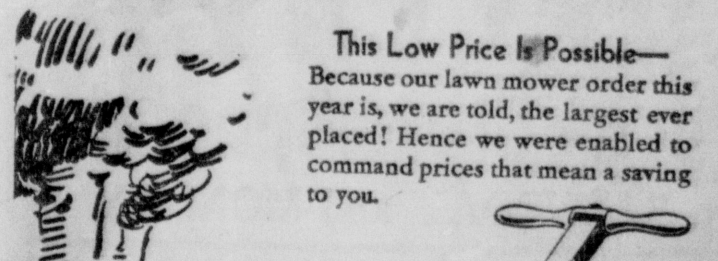 This Low Price Is Possible—
Because our lawn mower order this
year is, we are told, the largest ever
placed! Hence we were enabled to
command prices that mean a saving
to you.